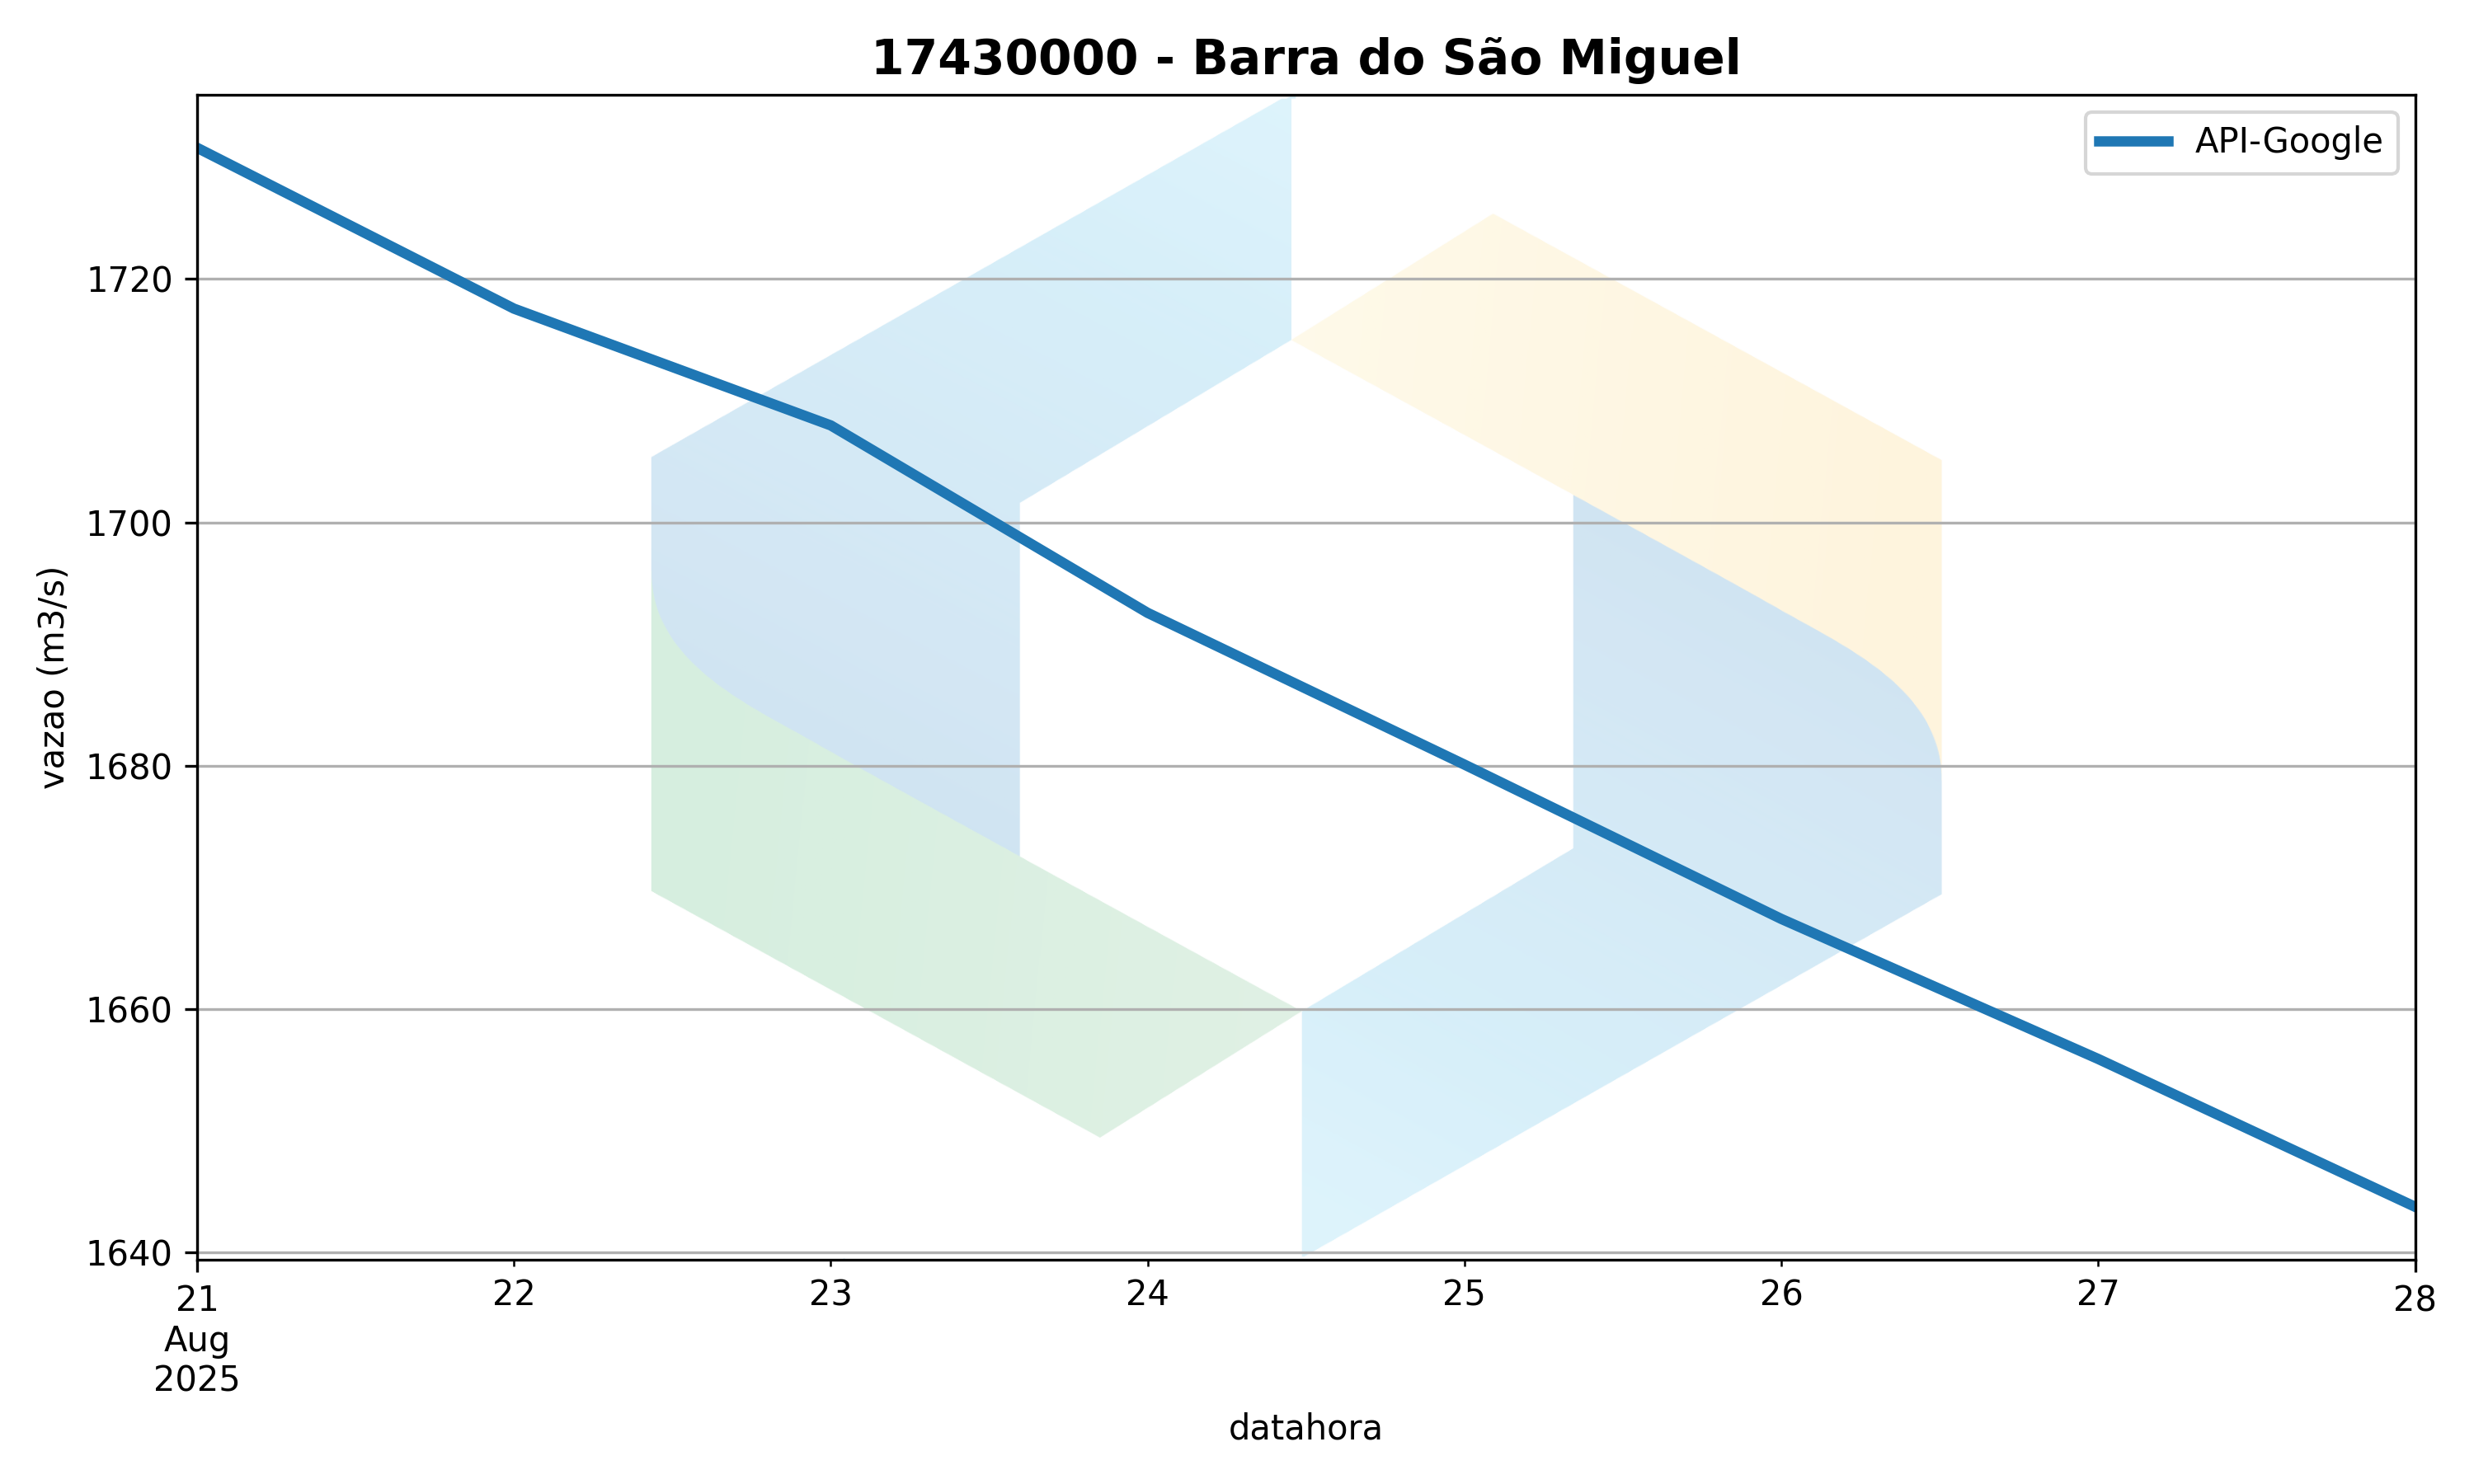 17430000 - Barra do São Miguel
API-Google
vazao (m3/s)
1720
1700
1680
1660
1640
21 22 23 24 25 26 27 28
Aug
2025
datahora